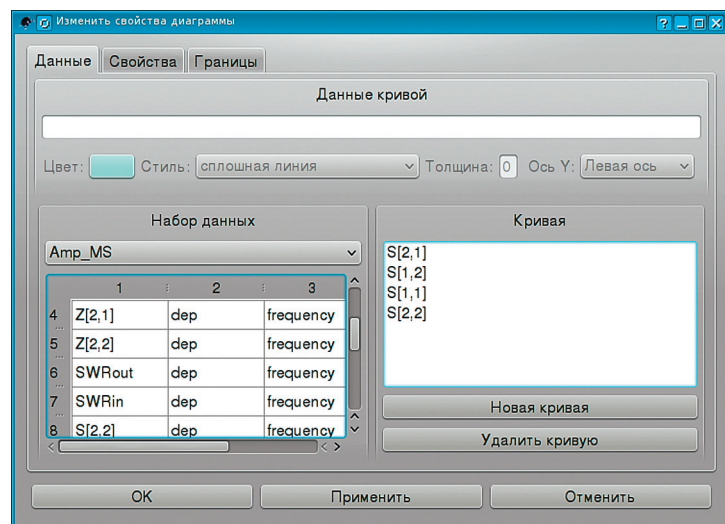 Изменить свойства диаграммы
Данные Свойства Границы
Данные кривой
Цвет: Стиль: сплошная линия Толщина: 0 Ось Y: Левая ось
Набор данных
Amp_MS
1 2 3
4 Z[2,1] dep frequency
5 Z[2,2] dep frequency
6 SWRout dep frequency
7 SWRin dep frequency
8 S[2,2] dep frequency
Кривая
S[2,1]
S[1,2]
S[1,1]
S[2,2]
Новая кривая
Удалить кривую
OK Применить Отменить